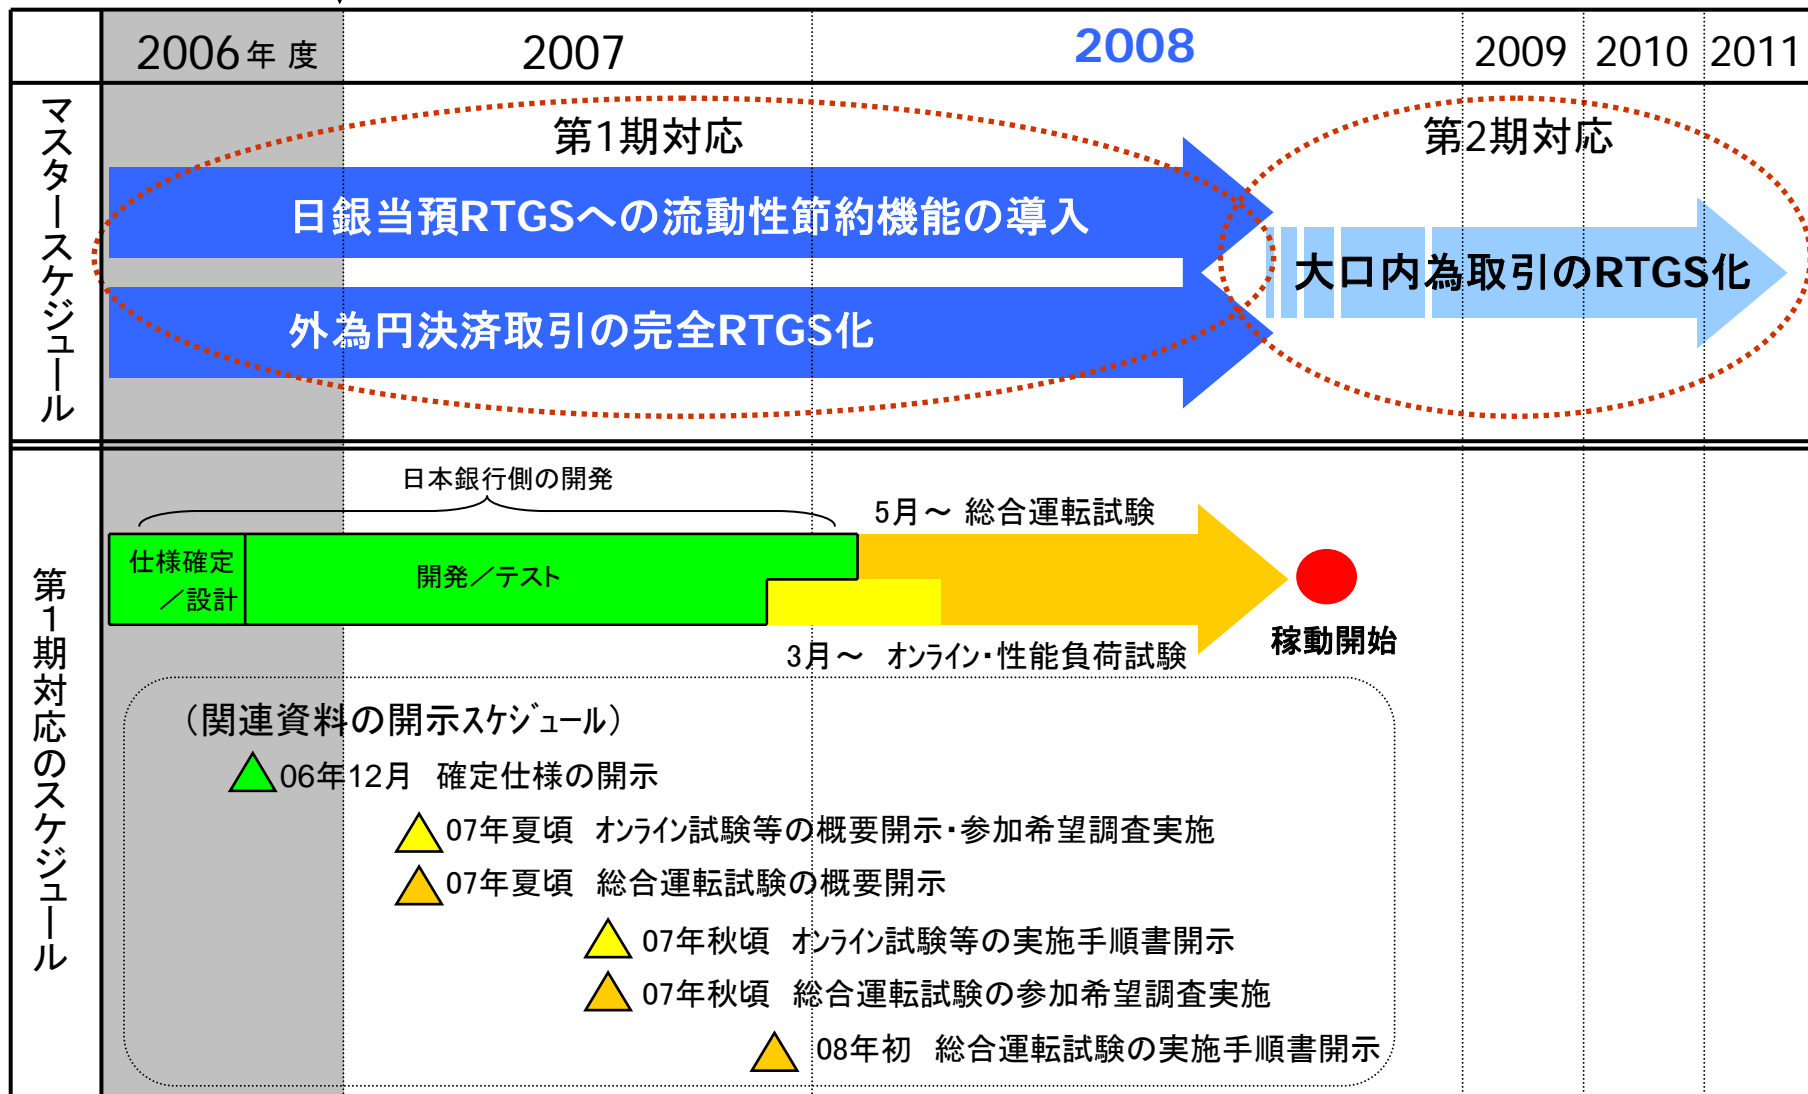 2006年度 2007 2008 2009 2010 2011
マスタースケジュール
第1期対応
第2期対応
日銀当預RTGSへの流動性節約機能の導入
大口内為取引のRTGS化
外為円決済取引の完全RTGS化
第1期対応のスケジュール
日本銀行側の開発
5月～ 総合運転試験
仕様確定
／設計
開発／テスト
稼動開始
3月～ オンライン・性能負荷試験
（関連資料の開示スケジュール）
06年12月 確定仕様の開示
07年夏頃 オンライン試験等の概要開示・参加希望調査実施
07年夏頃 総合運転試験の概要開示
07年秋頃 オンライン試験等の実施手順書開示
07年秋頃 総合運転試験の参加希望調査実施
08年初 総合運転試験の実施手順書開示